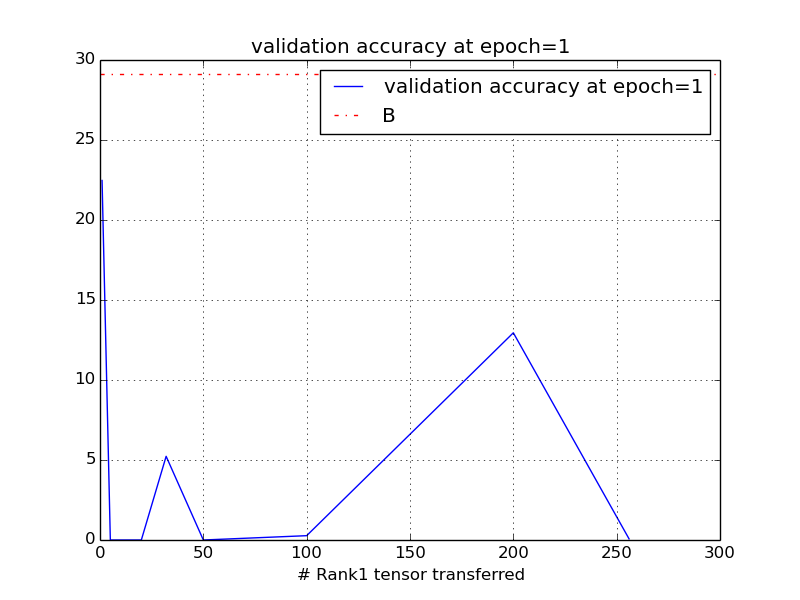 validation accuracy at epoch=1
30
25
20
15
10
5
0
validation accuracy at epoch=1
B
0 50 100 150 200 250 300
# Rank1 tensor transferred